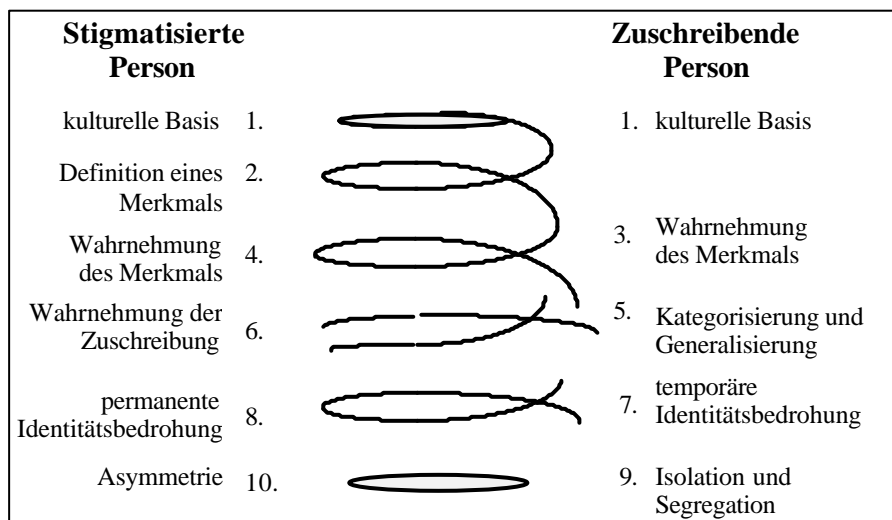 Stigmatisierte
Person
Zuschreibende
Person
kulturelle Basis 1.
1. kulturelle Basis
Definition eines
Merkmals
2.
3. Wahrnehmung
des Merkmals
Wahrnehmung
des Merkmals
4.
5. Kategorisierung und
Generalisierung
Wahrnehmung der
Zuschreibung
6.
7. temporäre
Identitätsbedrohung
permanente
Identitätsbedrohung
8.
9. Isolation und
Segregation
Asymmetrie 10.